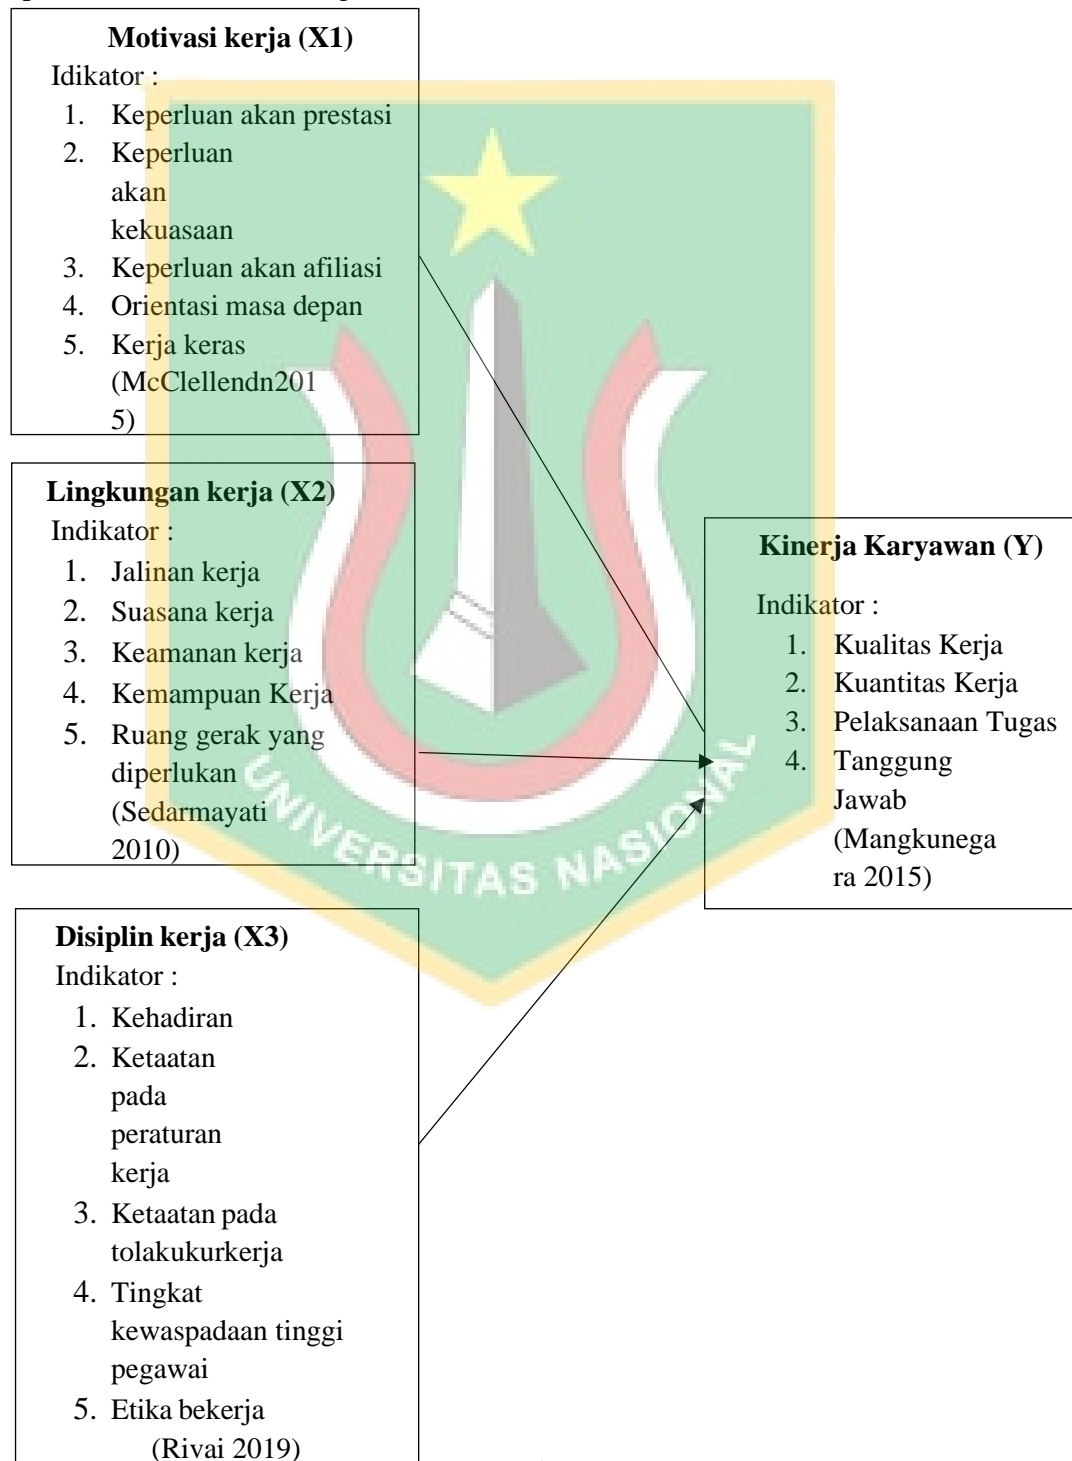 Motivasi kerja (X1)
Idikator :
1. Keperluan akan prestasi
2. Keperluan
akan
kekuasaan
3. Keperluan akan afiliasi
4. Orientasi masa depan
5. Kerja keras
(McClellendn201
5)
Lingkungan kerja (X2)
Indikator :
1. Jalinan kerja
2. Suasana kerja
3. Keamanan kerja
4. Kemampuan Kerja
5. Ruang gerak yang
diperlukan
(Sedarmayati
2010)
Disiplin kerja (X3)
Indikator :
1. Kehadiran
2. Ketaatan
pada
peraturan
kerja
3. Ketaatan pada
tolakukurkerja
4. Tingkat
kewaspadaan tinggi
pegawai
5. Etika bekerja
(Rivai 2019)
Kinerja Karyawan (Y)
Indikator :
1. Kualitas Kerja
2. Kuantitas Kerja
3. Pelaksanaan Tugas
4. Tanggung
Jawab
(Mangkunega
ra 2015)
UNIVERSITAS NASIONAL